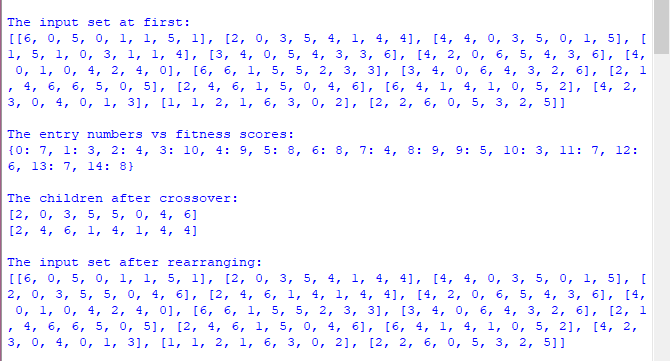 The input set at first:
[[6, 0, 5, 0, 1, 1, 5, 1], [2, 0, 3, 5, 4, 1, 4, 4], [4, 4, 0, 3, 5, 0, 1, 5], [
1, 5, 1, 0, 3, 1, 1, 4], [3, 4, 0, 5, 4, 3, 3, 6], [4, 2, 0, 6, 5, 4, 3, 6], [4,
 0, 1, 0, 4, 2, 4, 0], [6, 6, 1, 5, 5, 2, 3, 3], [3, 4, 0, 6, 4, 3, 2, 6], [2, 1
, 4, 6, 6, 5, 0, 5], [2, 4, 6, 1, 5, 0, 4, 6], [6, 4, 1, 4, 1, 0, 5, 2], [4, 2,
3, 0, 4, 0, 1, 3], [1, 1, 2, 1, 6, 3, 0, 2], [2, 2, 6, 0, 5, 3, 2, 5]]
The entry numbers vs fitness scores:
{0: 7, 1: 3, 2: 4, 3: 10, 4: 9, 5: 8, 6: 8, 7: 4, 8: 9, 9: 5, 10: 3, 11: 7, 12:
6, 13: 7, 14: 8}
The children after crossover:
[2, 0, 3, 5, 5, 0, 4, 6]
[2, 4, 6, 1, 4, 1, 4, 4]
The input set after rearranging:
[[6, 0, 5, 0, 1, 1, 5, 1], [2, 0, 3, 5, 4, 1, 4, 4], [4, 4, 0, 3, 5, 0, 1, 5], [
2, 0, 3, 5, 5, 0, 4, 6], [2, 4, 6, 1, 4, 1, 4, 4], [4, 2, 0, 6, 5, 4, 3, 6], [4,
 0, 1, 0, 4, 2, 4, 0], [6, 6, 1, 5, 5, 2, 3, 3], [3, 4, 0, 6, 4, 3, 2, 6], [2, 1
, 4, 6, 6, 5, 0, 5], [2, 4, 6, 1, 5, 0, 4, 6], [6, 4, 1, 4, 1, 0, 5, 2], [4, 2,
3, 0, 4, 0, 1, 3], [1, 1, 2, 1, 6, 3, 0, 2], [2, 2, 6, 0, 5, 3, 2, 5]]